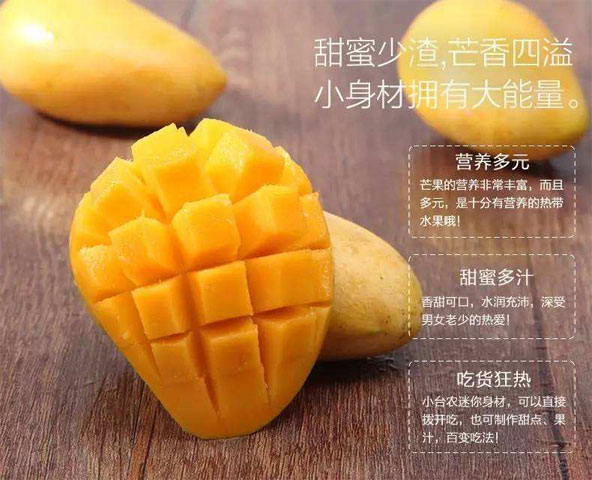 甜蜜少渣,芒香四溢
小身材拥有大能量。
营养多元
芒果的营养非常丰富，而且
多元，是十分有营养的热带
水果哦!
甜蜜多汁
香甜可口，水润充沛，深受
男女老少的热爱!
吃货狂热
小台农迷你身材，可以直接
拨开吃，也可制作甜点、果
汁，百变吃法!